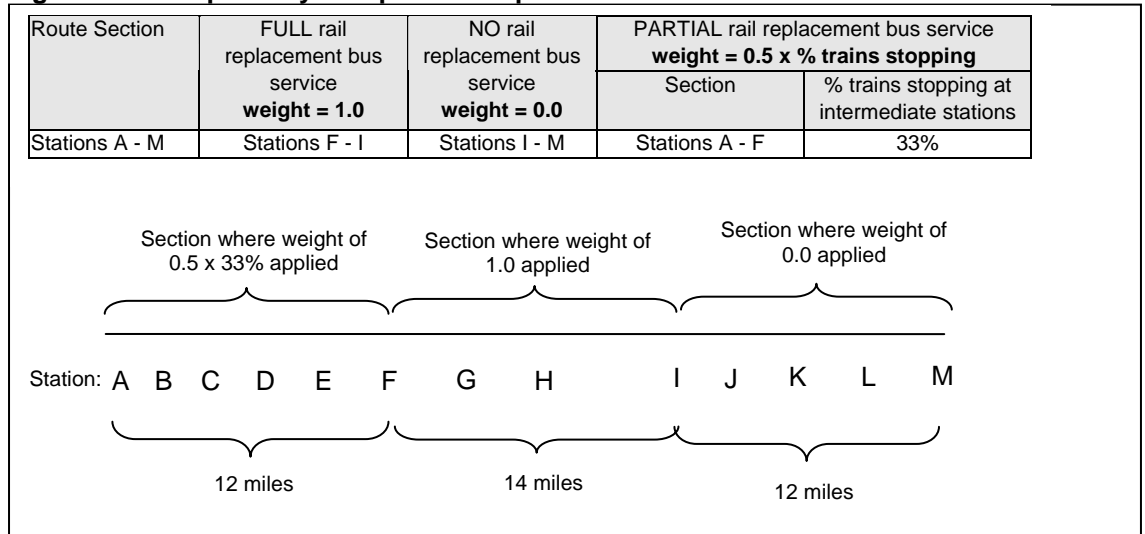 Route Section
FULL rail
replacement bus
service
weight = 1.0
NO rail
replacement bus
service
weight = 0.0
PARTIAL rail replacement bus service
weight = 0.5 x % trains stopping
Section
% trains stopping at
intermediate stations
Stations A - M
Stations F - I
Stations I - M
Stations A - F
33%
Section where weight of
0.5 x 33% applied
Section where weight of
1.0 applied
Section where weight of
0.0 applied
Station: A B C D E F G H I J K L M
12 miles
14 miles
12 miles